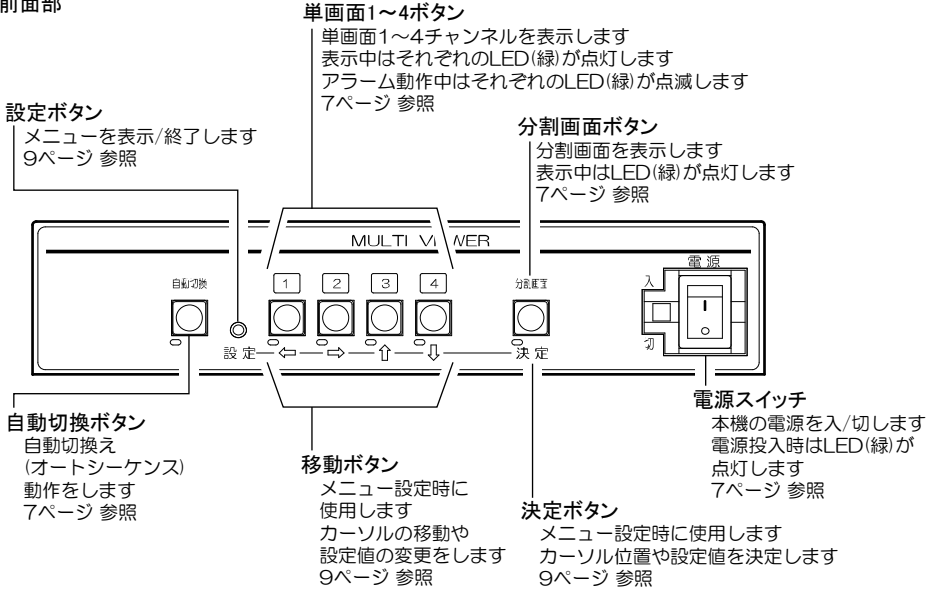 前面部
単画面1～4ボタン
単画面1～4チャンネルを表示します
表示中はそれぞれのLED(緑)が点灯します
アラーム動作中はそれぞれのLED(緑)が点滅します
7ページ 参照
設定ボタン
メニューを表示/終了します
9ページ 参照
分割画面ボタン
分割画面を表示します
表示中はLED(緑)が点灯します
7ページ 参照
MULTI VIEWER
電源
自動切換
1
2
3
4
分割画面
入
切
設定
⇦
⇨
⇧
⇩
決定
自動切換ボタン
自動切換え
(オートシーケンス)
動作をします
7ページ 参照
移動ボタン
メニュー設定時に
使用します
カーソルの移動や
設定値の変更をします
9ページ 参照
決定ボタン
メニュー設定時に使用します
カーソル位置や設定値を決定します
9ページ 参照
電源スイッチ
本機の電源を入/切します
電源投入時はLED(緑)が
点灯します
7ページ 参照